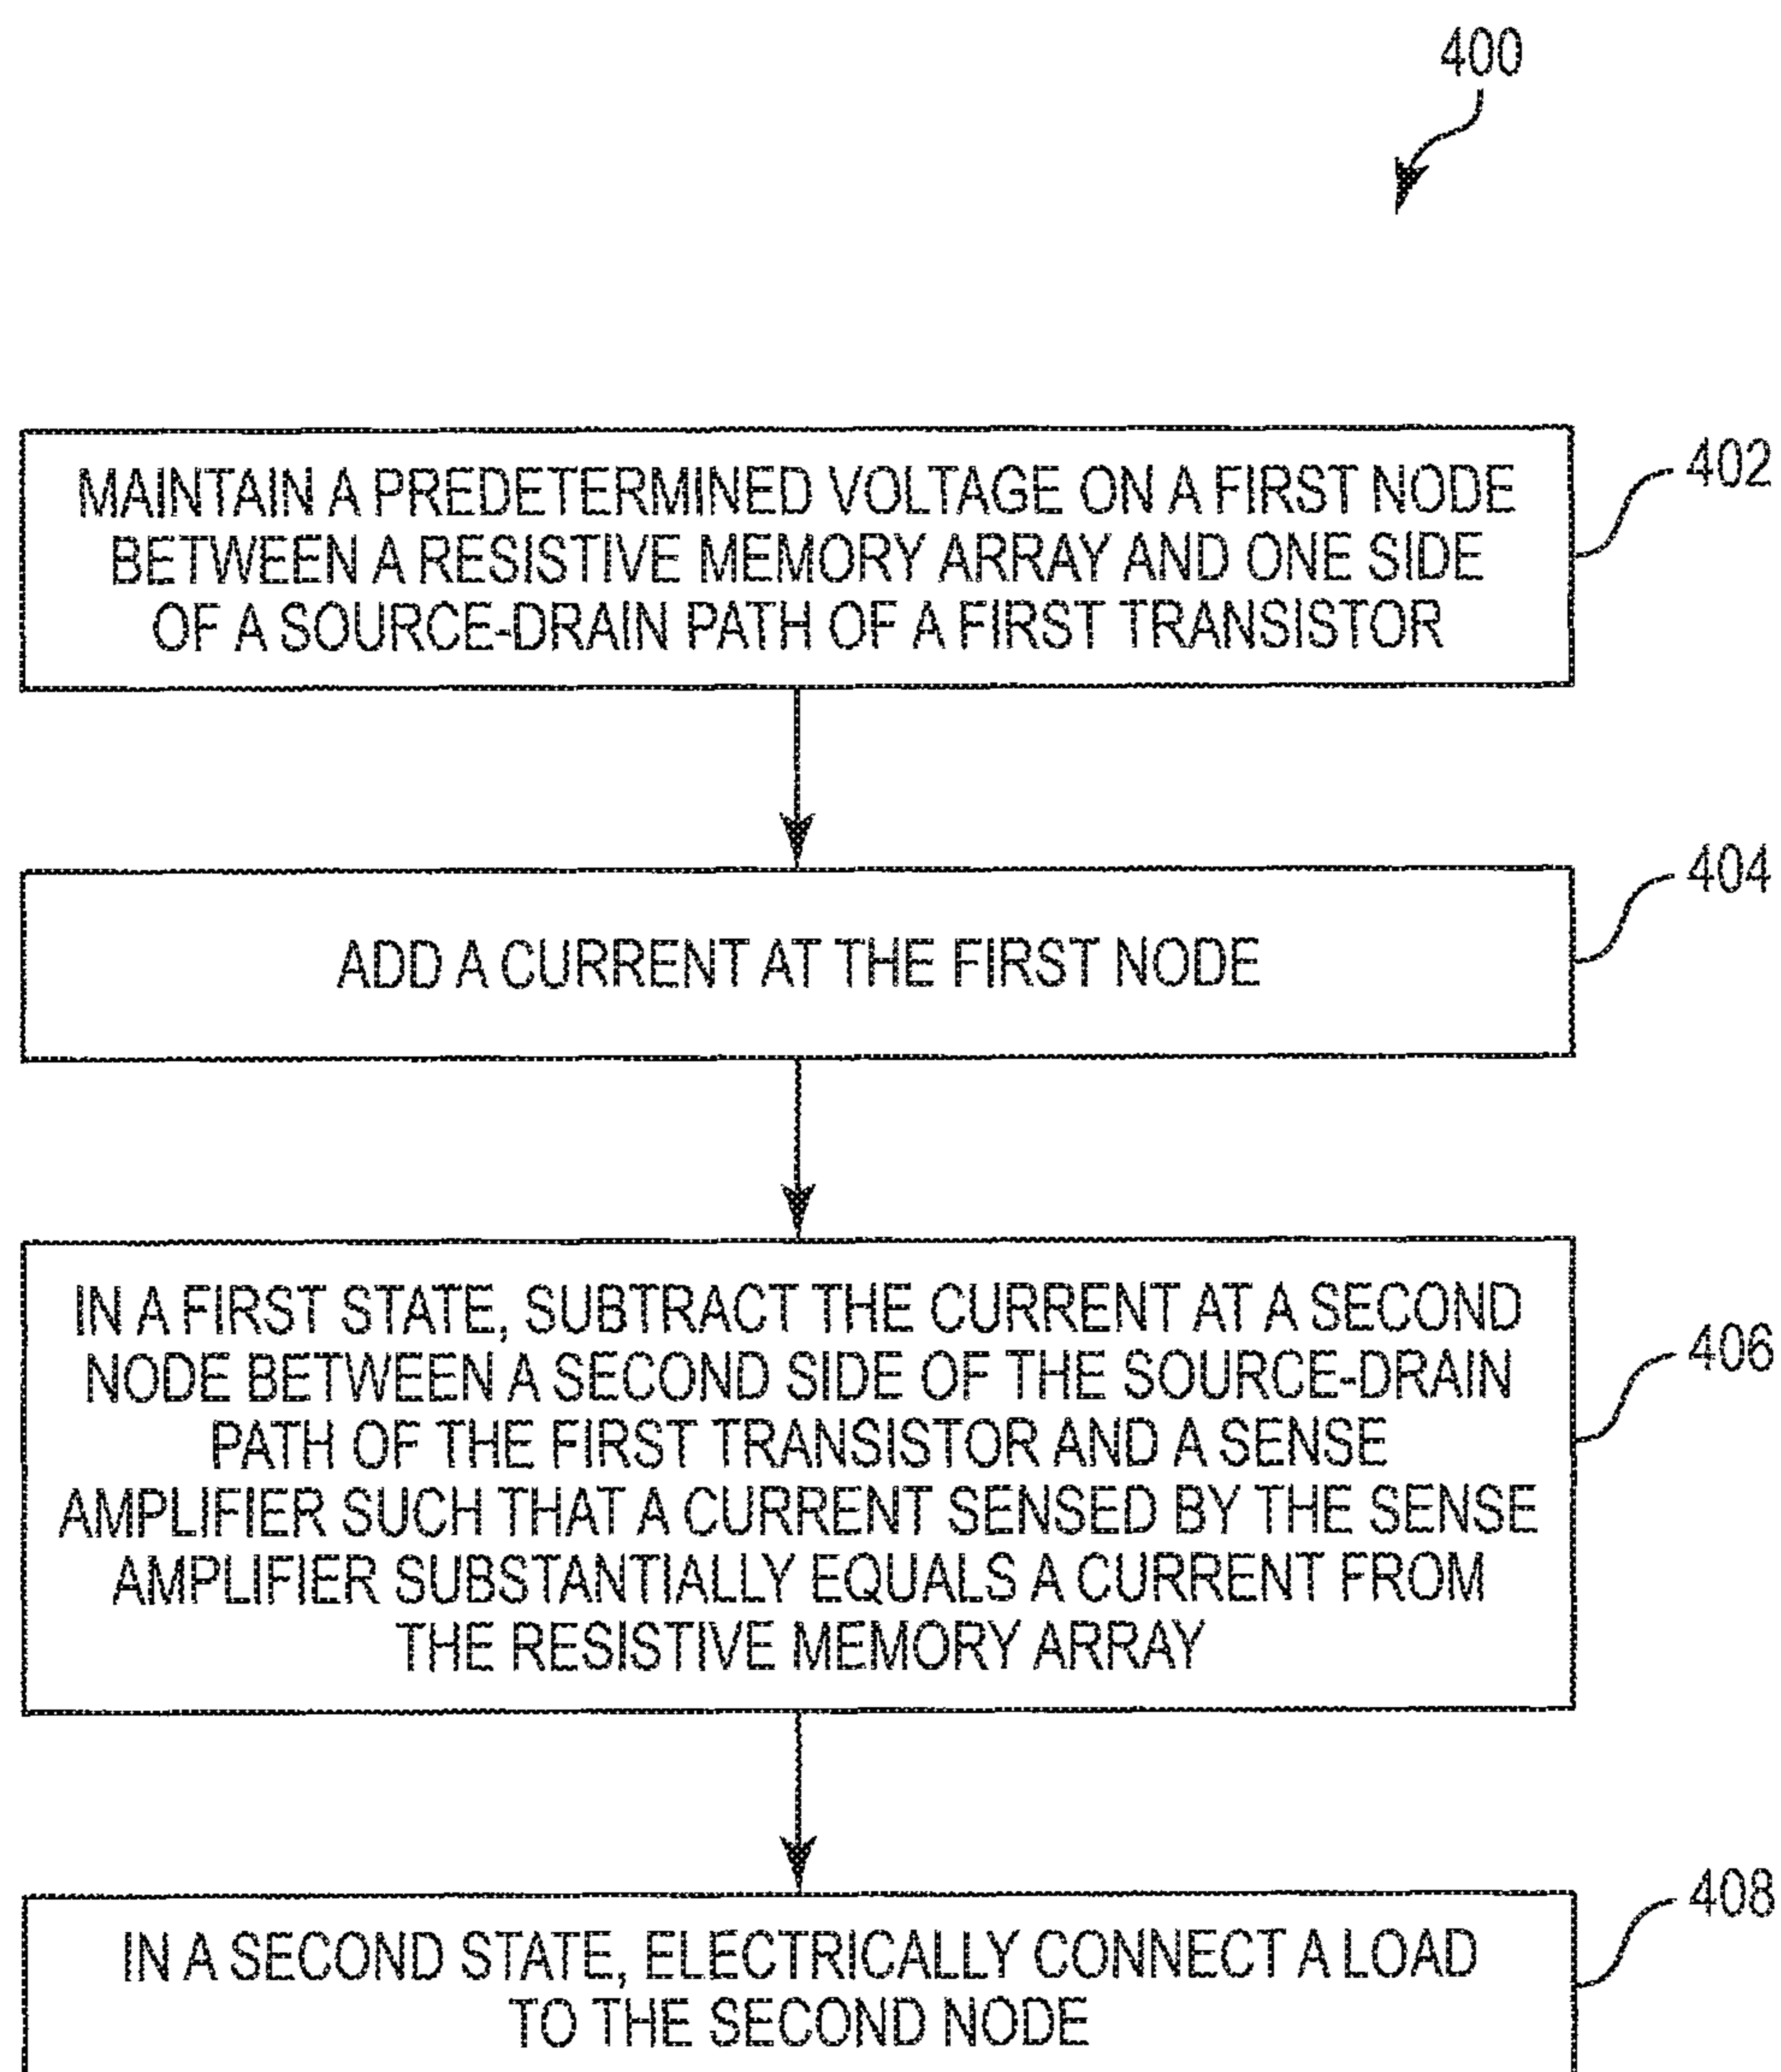 400
MAINTAIN A PREDETERMINED VOLTAGE ON A FIRST NODE
BETWEEN A RESISTIVE MEMORY ARRAY AND ONE SIDE
OF A SOURCE-DRAIN PATH OF A FIRST TRANSISTOR
402
ADD A CURRENT AT THE FIRST NODE
404
IN A FIRST STATE, SUBTRACT THE CURRENT AT A SECOND
NODE BETWEEN A SECOND SIDE OF THE SOURCE-DRAIN
PATH OF THE FIRST TRANSISTOR AND A SENSE
AMPLIFIER SUCH THAT A CURRENT SENSED BY THE SENSE
AMPLIFIER SUBSTANTIALLY EQUALS A CURRENT FROM
THE RESISTIVE MEMORY ARRAY
406
IN A SECOND STATE, ELECTRICALLY CONNECT A LOAD
TO THE SECOND NODE
408